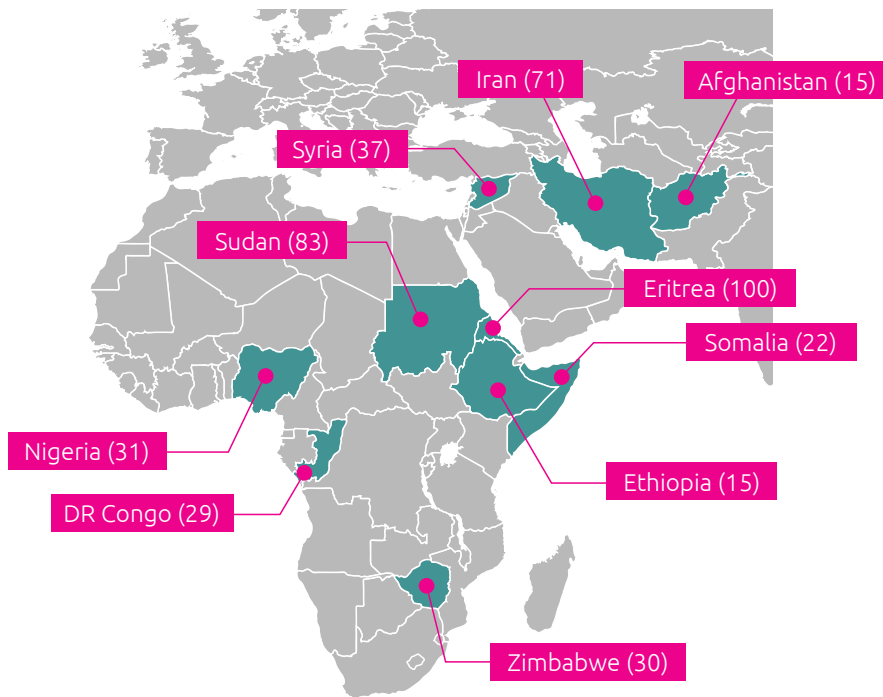 Iran (71)
Afghanistan (15)
Syria (37)
Sudan (83)
Eritrea (100)
Somalia (22)
Nigeria (31)
Ethiopia (15)
DR Congo (29)
Zimbabwe (30)